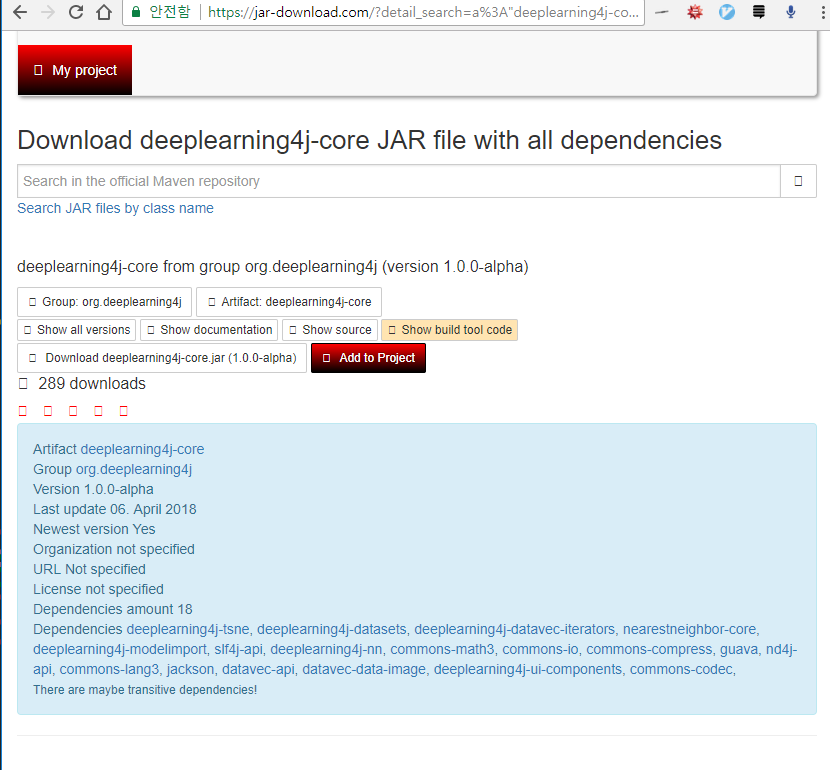 안전함
https://jar-download.com/?detail_search=a%3A"deeplearning4j-co...
My project
Download deeplearning4j-core JAR file with all dependencies
Search in the official Maven repository
Search JAR files by class name
deeplearning4j-core from group org.deeplearning4j (version 1.0.0-alpha)
Group: org.deeplearning4j Artifact: deeplearning4j-core
Show all versions Show documentation Show source Show build tool code
Download deeplearning4j-core.jar (1.0.0-alpha) Add to Project
289 downloads
Artifact deeplearning4j-core
Group org.deeplearning4j
Version 1.0.0-alpha
Last update 06. April 2018
Newest version Yes
Organization not specified
URL Not specified
License not specified
Dependencies amount 18
Dependencies deeplearning4j-tsne, deeplearning4j-datasets, deeplearning4j-datavec-iterators, nearestneighbor-core,
deeplearning4j-modelimport, slf4j-api, deeplearning4j-nn, commons-math3, commons-io, commons-compress, guava, nd4j-
api, commons-lang3, jackson, datavec-api, datavec-data-image, deeplearning4j-ui-components, commons-codec,
There are maybe transitive dependencies!